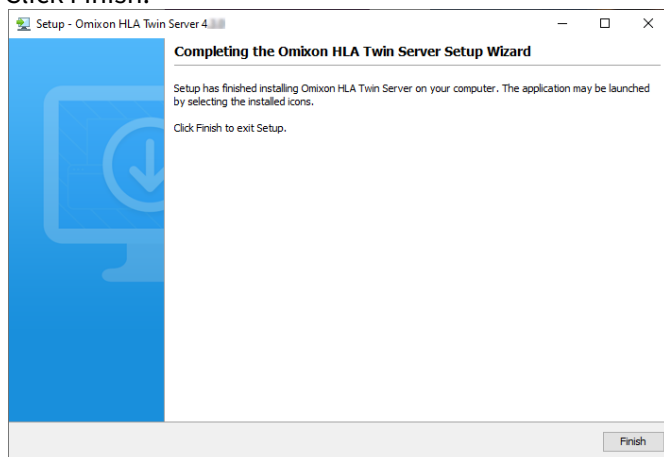 Click Finish.
Setup - Omixon HLA Twin Server 4
Completing the Omixon HLA Twin Server Setup Wizard
Setup has finished installing Omixon HLA Twin Server on your computer. The application may be launched
by selecting the installed icons.
Click Finish to exit Setup.
Finish